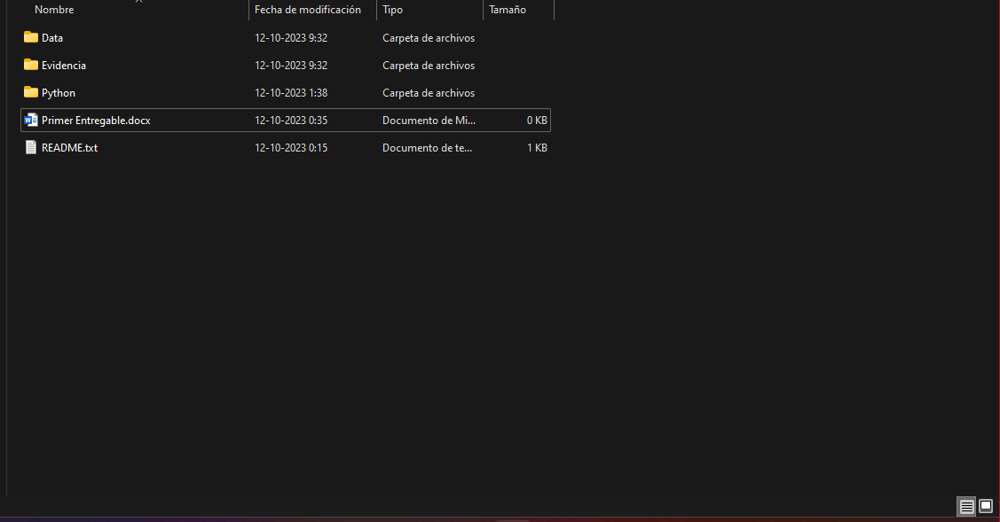 Nombre Fecha de modificación Tipo Tamaño
Data 12-10-2023 9:32 Carpeta de archivos
Evidencia 12-10-2023 9:32 Carpeta de archivos
Python 12-10-2023 1:38 Carpeta de archivos
Primer Entregable.docx 12-10-2023 0:35 Documento de Mi... 0 KB
README.txt 12-10-2023 0:15 Documento de te... 1 KB